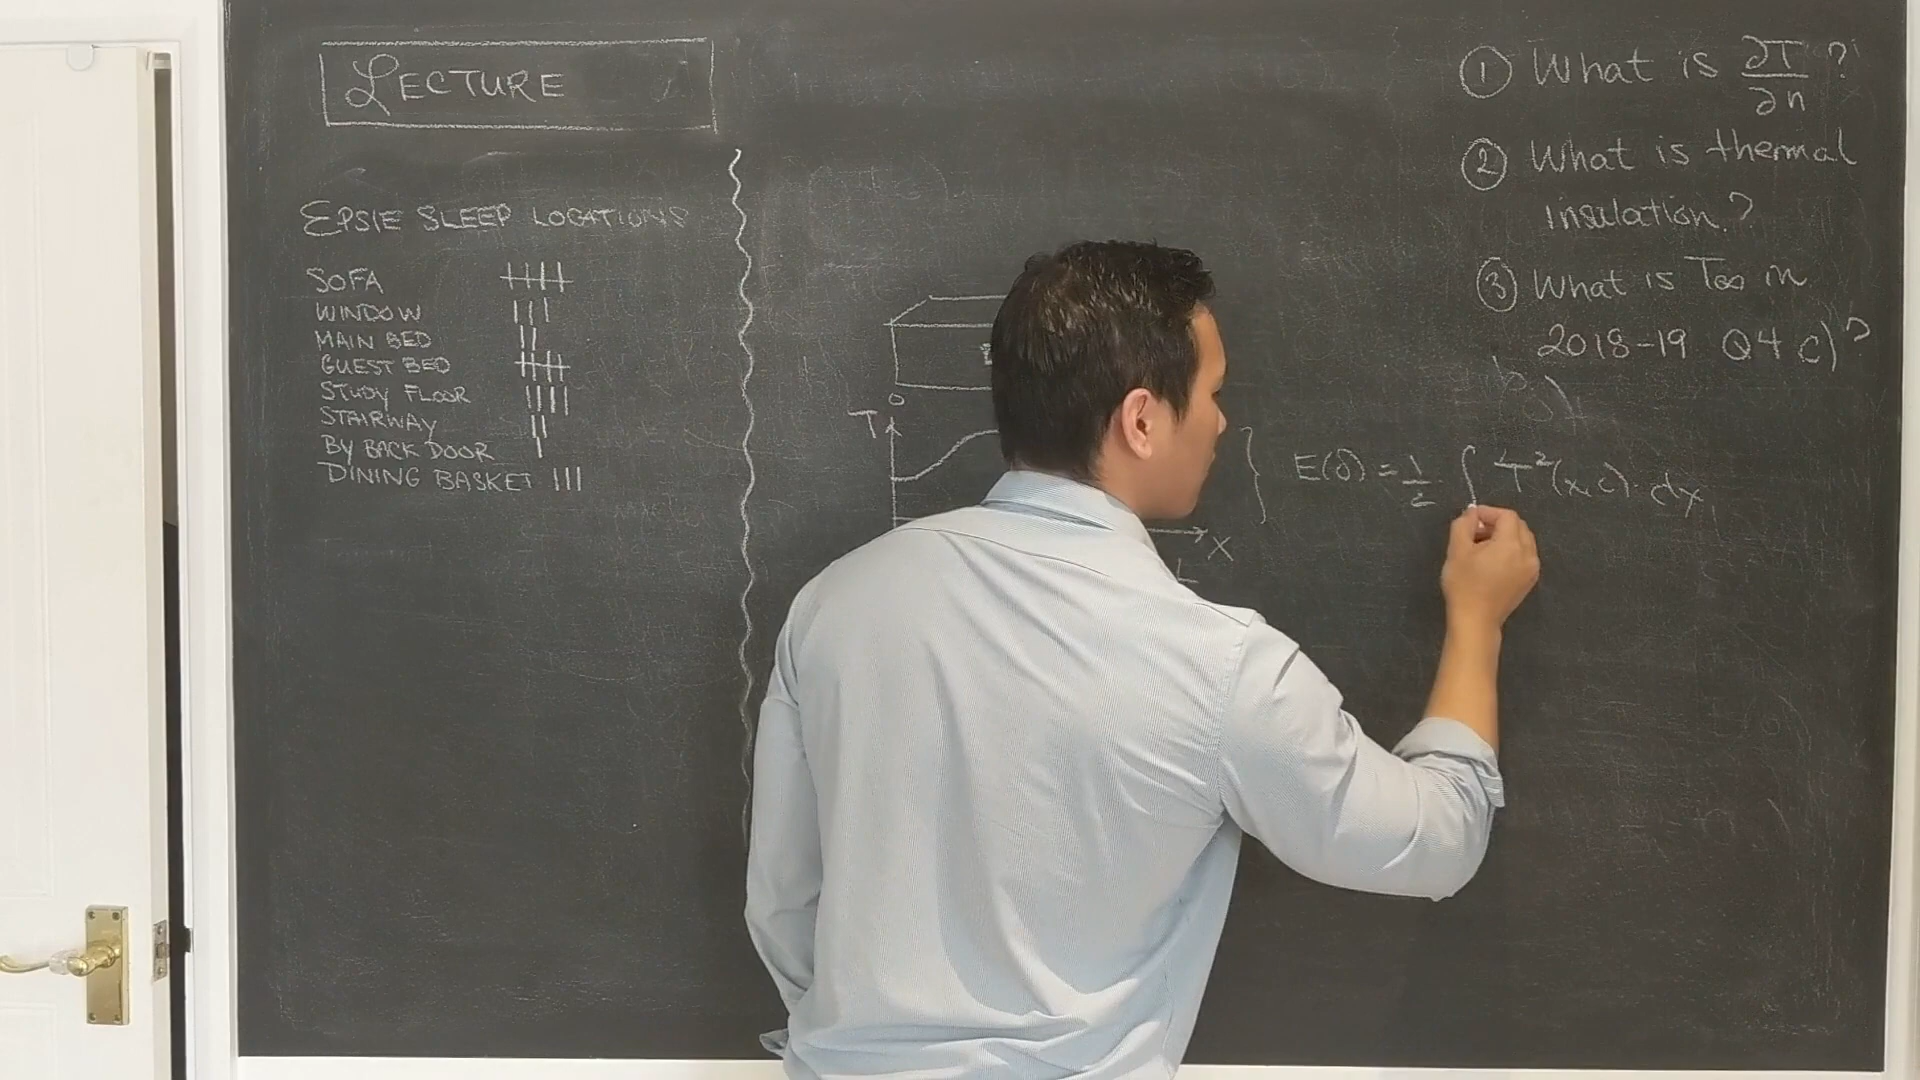 LECTURE
EPSIE SLEEP LOCATIONS
SOFA
WINDOW |||
MAIN BED ||
GUEST BED
STUDY FLOOR ||||
STAIRWAY ||
BY BACK DOOR |
DINING BASKET |||
0
T
X
L
① What is ∂T/∂n?
② What is thermal
insulation?
③ What is T∞ in
2018-19 Q4 c)?
} E(δ) = 1/2 · ∫ T²(x,t) · dx